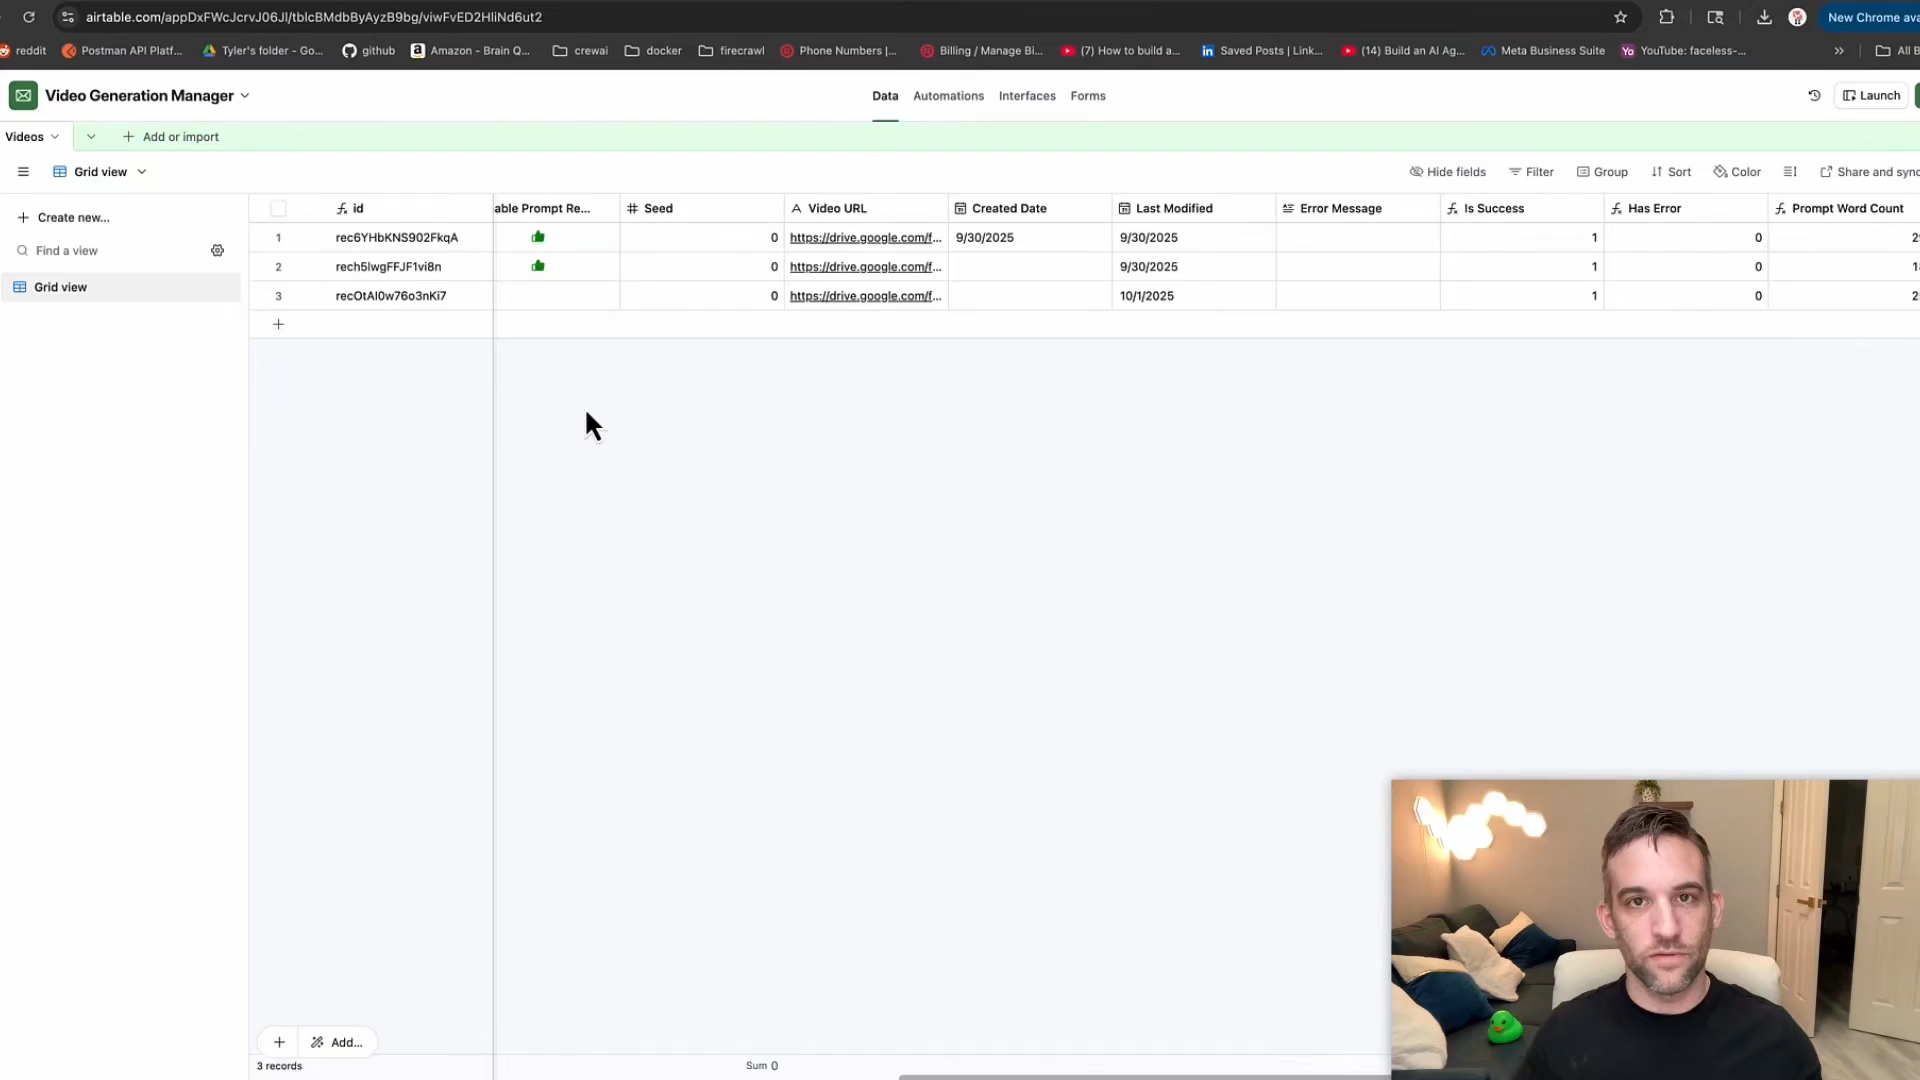 airtable.com/appDxFWcJcrvJ06Jl/tblcBMdbByAyzB9bg/viwFvED2HliNd6ut2
New Chrome ava
reddit Postman API Platf... Tyler's folder - Go... github Amazon - Brain Q... crewai docker firecrawl Phone Numbers |... Billing / Manage Bi... (7) How to build a... Saved Posts | Link... (14) Build an AI Ag... Meta Business Suite YouTube: faceless-... » All B
Video Generation Manager Data Automations Interfaces Forms Launch
Videos Add or import
Grid view Hide fields Filter Group Sort Color Share and sync
Create new... id able Prompt Re... Seed Video URL Created Date Last Modified Error Message Is Success Has Error Prompt Word Count
1 rec6YHbKNS902FkqA 0 https://drive.google.com/f... 9/30/2025 9/30/2025 1 0
Find a view
2 rech5lwgFFJF1vi8n 0 https://drive.google.com/f... 9/30/2025 1 0
Grid view
3 recOtAI0w76o3nKi7 0 https://drive.google.com/f... 10/1/2025 1 0
Add...
3 records Sum 0